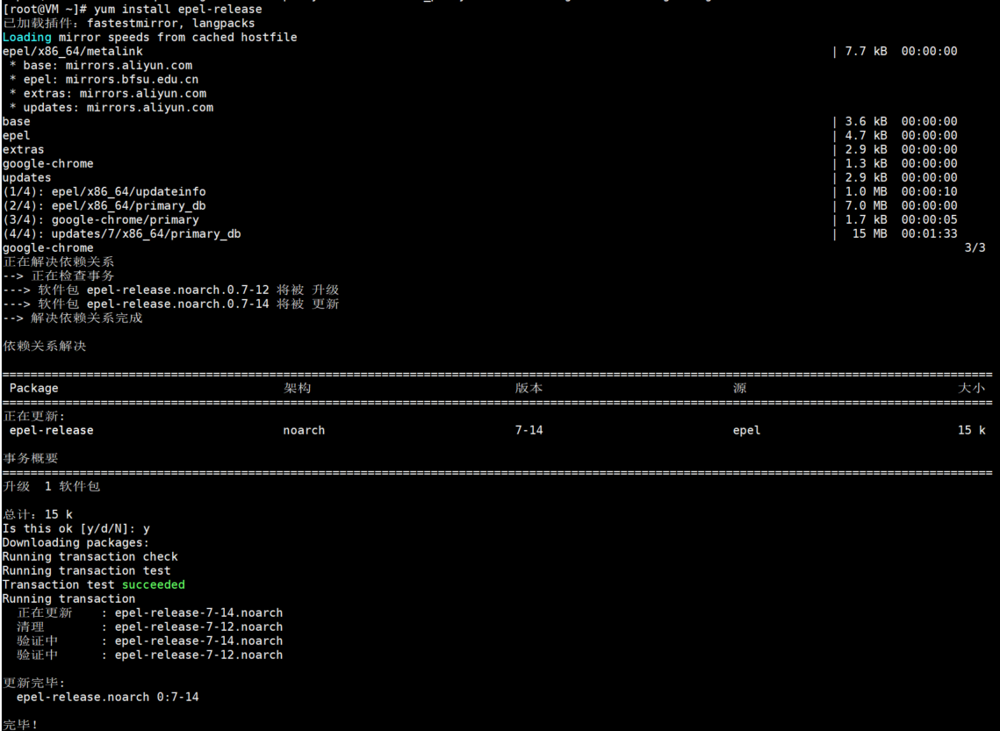 [root@VM ~]# yum install epel-release
已加载插件：fastestmirror, langpacks
Loading mirror speeds from cached hostfile
epel/x86_64/metalink | 7.7 kB 00:00:00
* base: mirrors.aliyun.com
* epel: mirrors.bfsu.edu.cn
* extras: mirrors.aliyun.com
* updates: mirrors.aliyun.com
base | 3.6 kB 00:00:00
epel | 4.7 kB 00:00:00
extras | 2.9 kB 00:00:00
google-chrome | 1.3 kB 00:00:00
updates | 2.9 kB 00:00:00
(1/4): epel/x86_64/updateinfo | 1.0 MB 00:00:10
(2/4): epel/x86_64/primary_db | 7.0 MB 00:00:00
(3/4): google-chrome/primary | 1.7 kB 00:00:05
(4/4): updates/7/x86_64/primary_db | 15 MB 00:01:33
google-chrome 3/3
正在解决依赖关系
--> 正在检查事务
---> 软件包 epel-release.noarch.0.7-12 将被 升级
---> 软件包 epel-release.noarch.0.7-14 将被 更新
--> 解决依赖关系完成
依赖关系解决
Package 架构 版本 源 大小
正在更新:
epel-release noarch 7-14 epel 15 k
事务概要
升级 1 软件包
总计：15 k
Is this ok [y/d/N]: y
Downloading packages:
Running transaction check
Running transaction test
Transaction test succeeded
Running transaction
正在更新 : epel-release-7-14.noarch
清理 : epel-release-7-12.noarch
验证中 : epel-release-7-14.noarch
验证中 : epel-release-7-12.noarch
更新完毕:
epel-release.noarch 0:7-14
完毕！